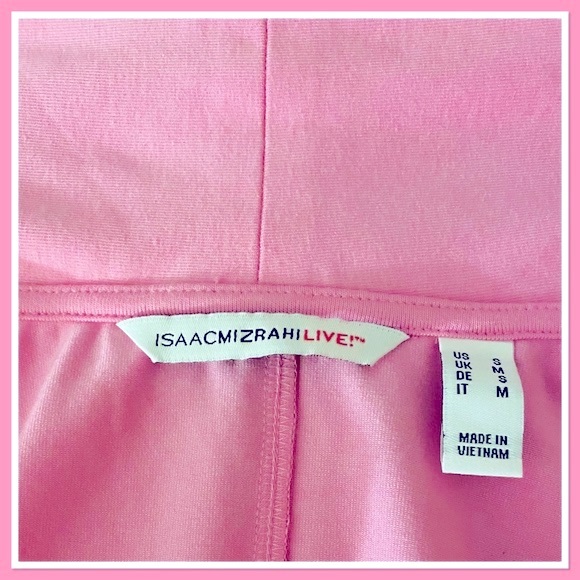 ISAACMIZRAHILIVE!™
US S
UK M
DE S
IT M
MADE IN
VIETNAM